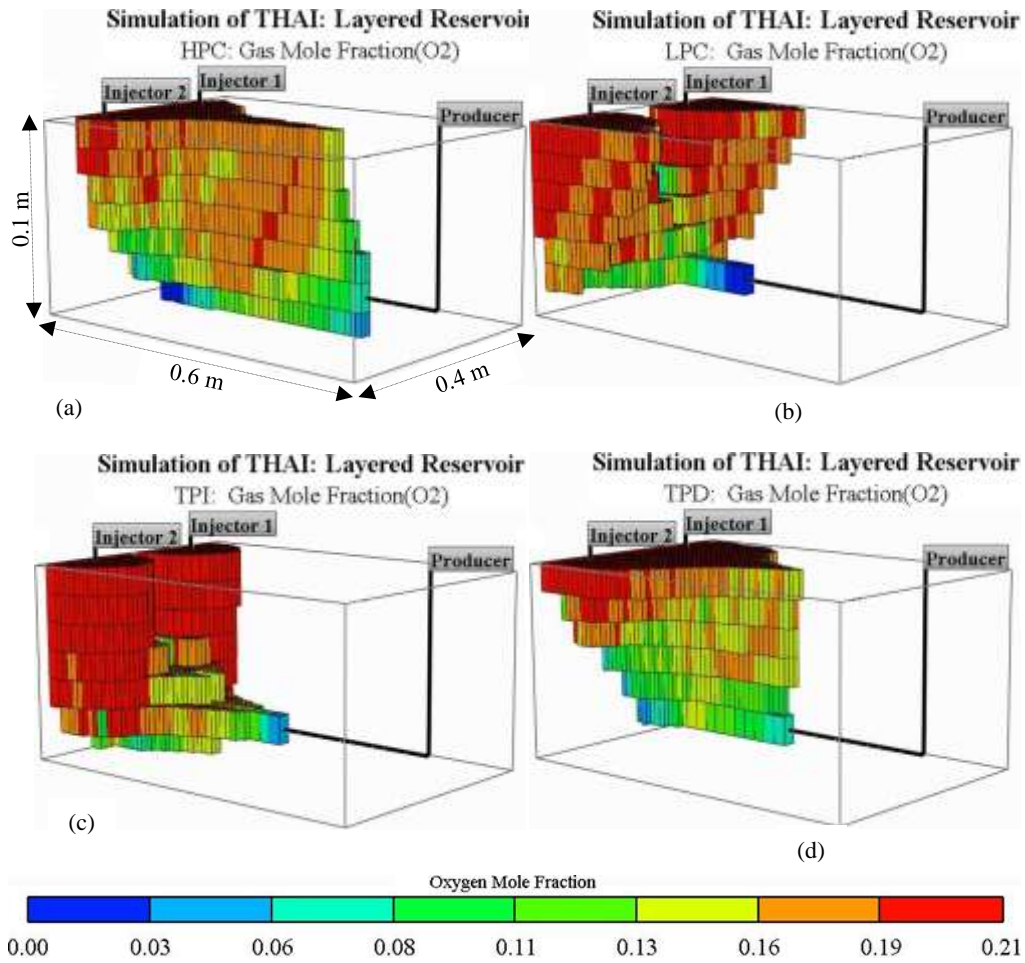 Simulation of THAI: Layered Reservoir
HPC: Gas Mole Fraction(O2)
Injector 1
Injector 2
Producer
0.1 m
0.6 m
0.4 m
(a)
Simulation of THAI: Layered Reservoir
LPC: Gas Mole Fraction(O2)
Injector 1
Injector 2
Producer
(b)
Simulation of THAI: Layered Reservoir
TPI: Gas Mole Fraction(O2)
Injector 1
Injector 2
Producer
(c)
Simulation of THAI: Layered Reservoir
TPD: Gas Mole Fraction(O2)
Injector 1
Injector 2
Producer
(d)
Oxygen Mole Fraction
0.00 0.03 0.06 0.08 0.11 0.13 0.16 0.19 0.21